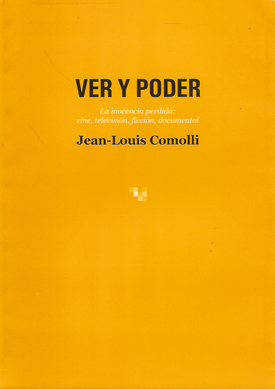 VER Y PODER
La inocencia perdida:
cine, televisión, ficción, documental
Jean-Louis Comolli